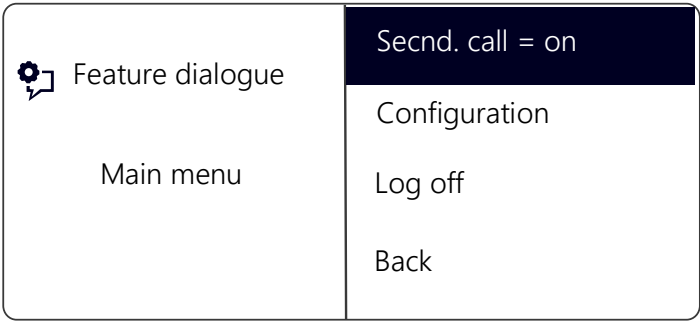 Feature dialogue
Main menu
Secnd. call = on
Configuration
Log off
Back